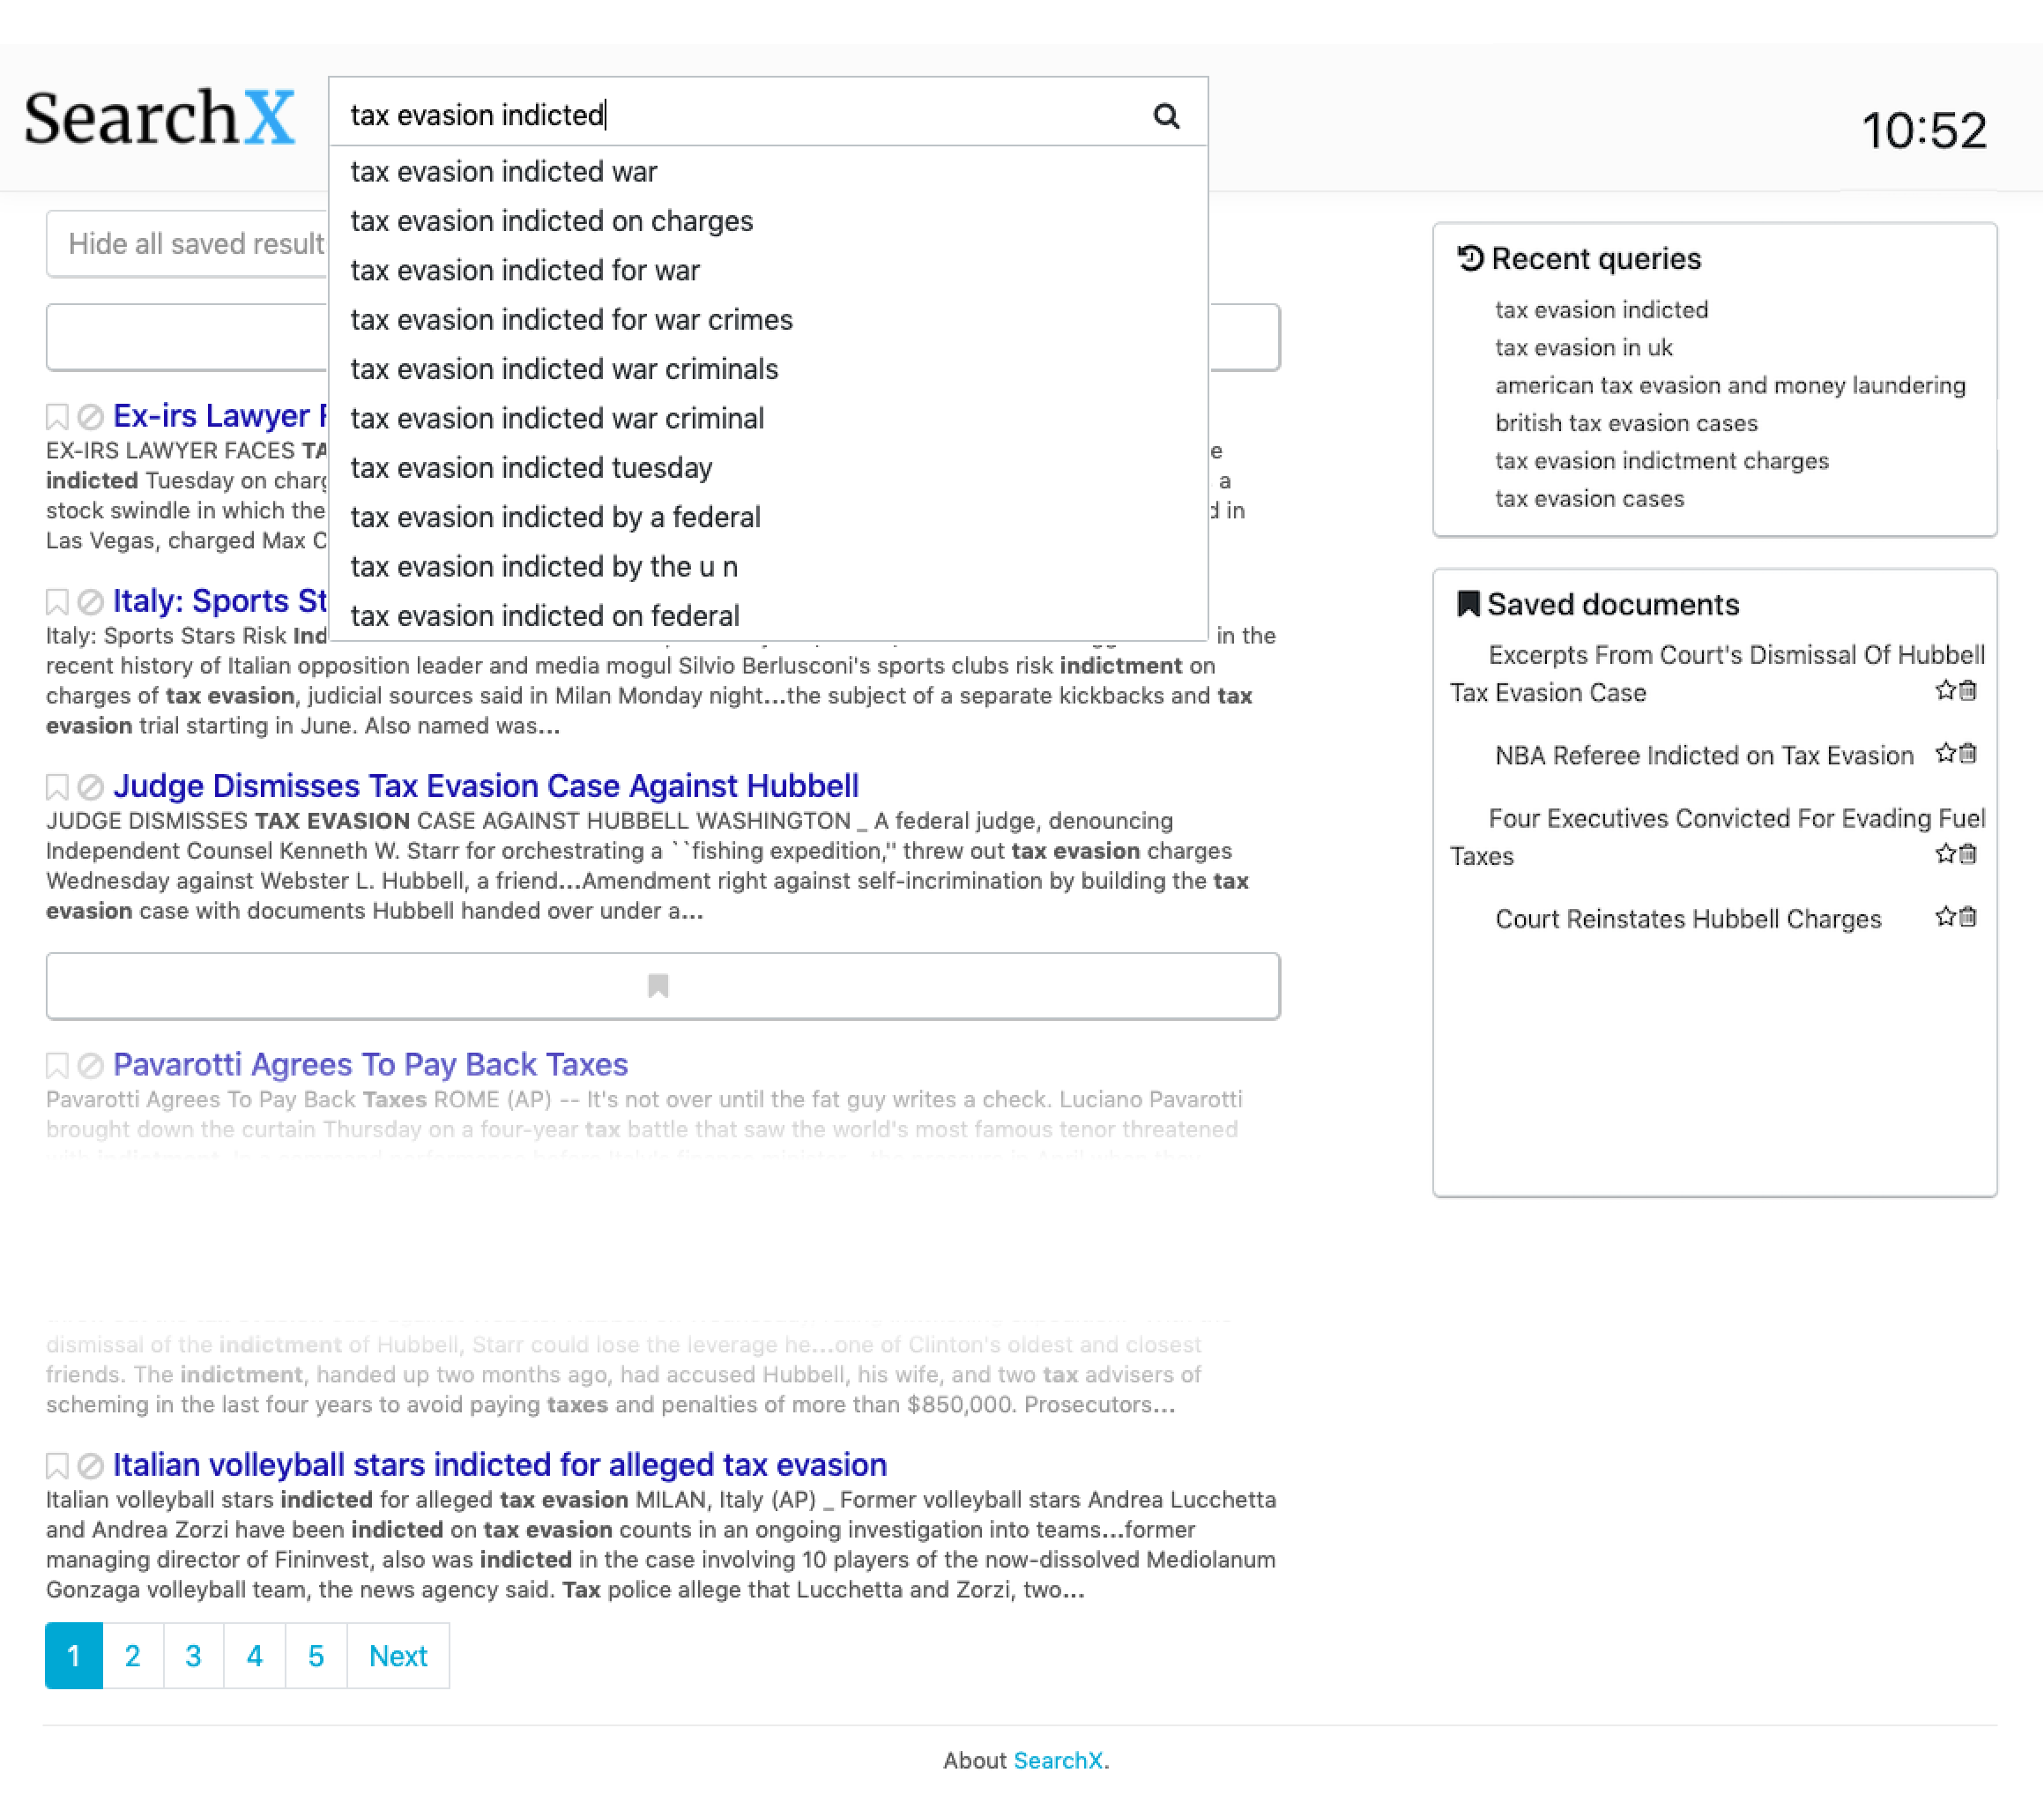 SearchX
tax evasion indicted
10:52
tax evasion indicted war
tax evasion indicted on charges
tax evasion indicted for war
tax evasion indicted for war crimes
tax evasion indicted war criminals
tax evasion indicted war criminal
tax evasion indicted tuesday
tax evasion indicted by a federal
tax evasion indicted by the u n
tax evasion indicted on federal
Hide all saved result
Ex-irs Lawyer F
EX-IRS LAWYER FACES TA
e
indicted Tuesday on charg
a
stock swindle in which the
d in
Las Vegas, charged Max C
Italy: Sports St
Italy: Sports Stars Risk Ind
in the
recent history of Italian opposition leader and media mogul Silvio Berlusconi's sports clubs risk indictment on
charges of tax evasion, judicial sources said in Milan Monday night...the subject of a separate kickbacks and tax
evasion trial starting in June. Also named was...
Judge Dismisses Tax Evasion Case Against Hubbell
JUDGE DISMISSES TAX EVASION CASE AGAINST HUBBELL WASHINGTON _ A federal judge, denouncing
Independent Counsel Kenneth W. Starr for orchestrating a ``fishing expedition,'' threw out tax evasion charges
Wednesday against Webster L. Hubbell, a friend...Amendment right against self-incrimination by building the tax
evasion case with documents Hubbell handed over under a...
Pavarotti Agrees To Pay Back Taxes
Pavarotti Agrees To Pay Back Taxes ROME (AP) -- It's not over until the fat guy writes a check. Luciano Pavarotti
brought down the curtain Thursday on a four-year tax battle that saw the world's most famous tenor threatened
dismissal of the indictment of Hubbell, Starr could lose the leverage he...one of Clinton's oldest and closest
friends. The indictment, handed up two months ago, had accused Hubbell, his wife, and two tax advisers of
scheming in the last four years to avoid paying taxes and penalties of more than $850,000. Prosecutors...
Italian volleyball stars indicted for alleged tax evasion
Italian volleyball stars indicted for alleged tax evasion MILAN, Italy (AP) _ Former volleyball stars Andrea Lucchetta
and Andrea Zorzi have been indicted on tax evasion counts in an ongoing investigation into teams...former
managing director of Fininvest, also was indicted in the case involving 10 players of the now-dissolved Mediolanum
Gonzaga volleyball team, the news agency said. Tax police allege that Lucchetta and Zorzi, two...
1 2 3 4 5 Next
Recent queries
tax evasion indicted
tax evasion in uk
american tax evasion and money laundering
british tax evasion cases
tax evasion indictment charges
tax evasion cases
Saved documents
Excerpts From Court's Dismissal Of Hubbell
Tax Evasion Case
NBA Referee Indicted on Tax Evasion
Four Executives Convicted For Evading Fuel
Taxes
Court Reinstates Hubbell Charges
About SearchX.